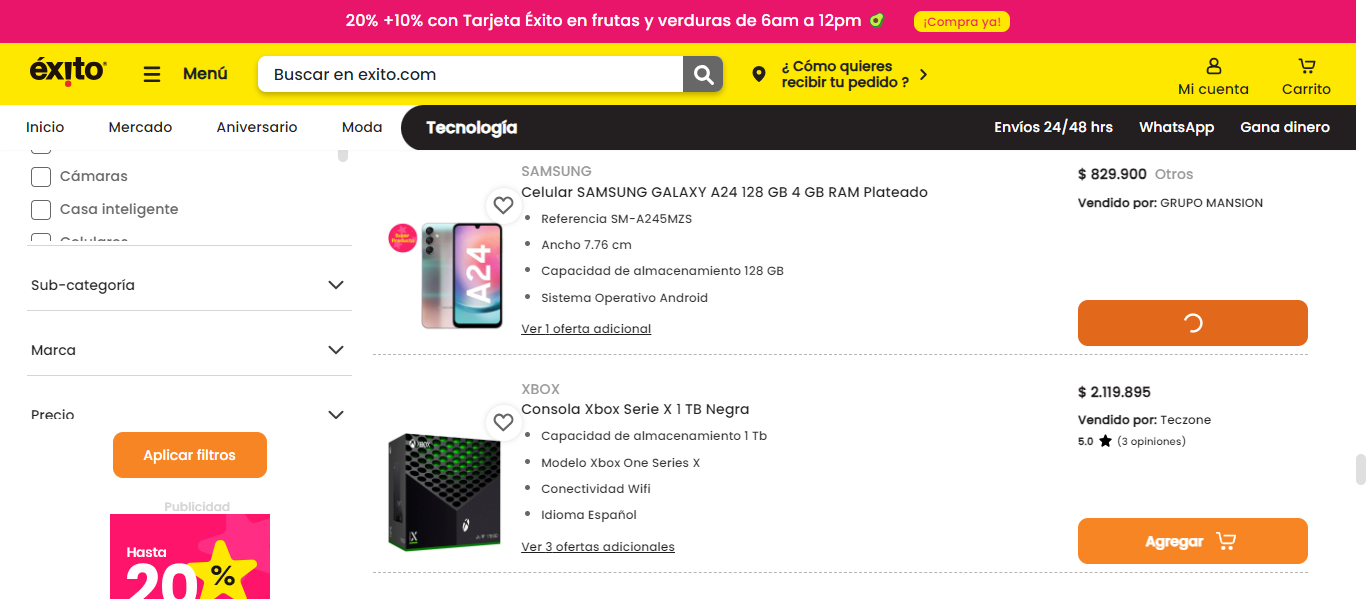 20% +10% con Tarjeta Éxito en frutas y verduras de 6am a 12pm
¡Compra ya!
éxito
Menú
Buscar en exito.com
¿ Cómo quieres
recibir tu pedido ?
Mi cuenta
Carrito
Inicio
Mercado
Aniversario
Moda
Tecnología
Envíos 24/48 hrs
WhatsApp
Gana dinero
Cámaras
Casa inteligente
Celulares
Sub-categoría
Marca
Precio
Aplicar filtros
Publicidad
Hasta
20%
SAMSUNG
Celular SAMSUNG GALAXY A24 128 GB 4 GB RAM Plateado
Referencia SM-A245MZS
Ancho 7.76 cm
Capacidad de almacenamiento 128 GB
Sistema Operativo Android
Ver 1 oferta adicional
A24
$ 829.900 Otros
Vendido por: GRUPO MANSION
XBOX
Consola Xbox Serie X 1 TB Negra
Capacidad de almacenamiento 1 Tb
Modelo Xbox One Series X
Conectividad Wifi
Idioma Español
Ver 3 ofertas adicionales
XBOX
$ 2.119.895
Vendido por: Teczone
5.0 (3 opiniones)
Agregar